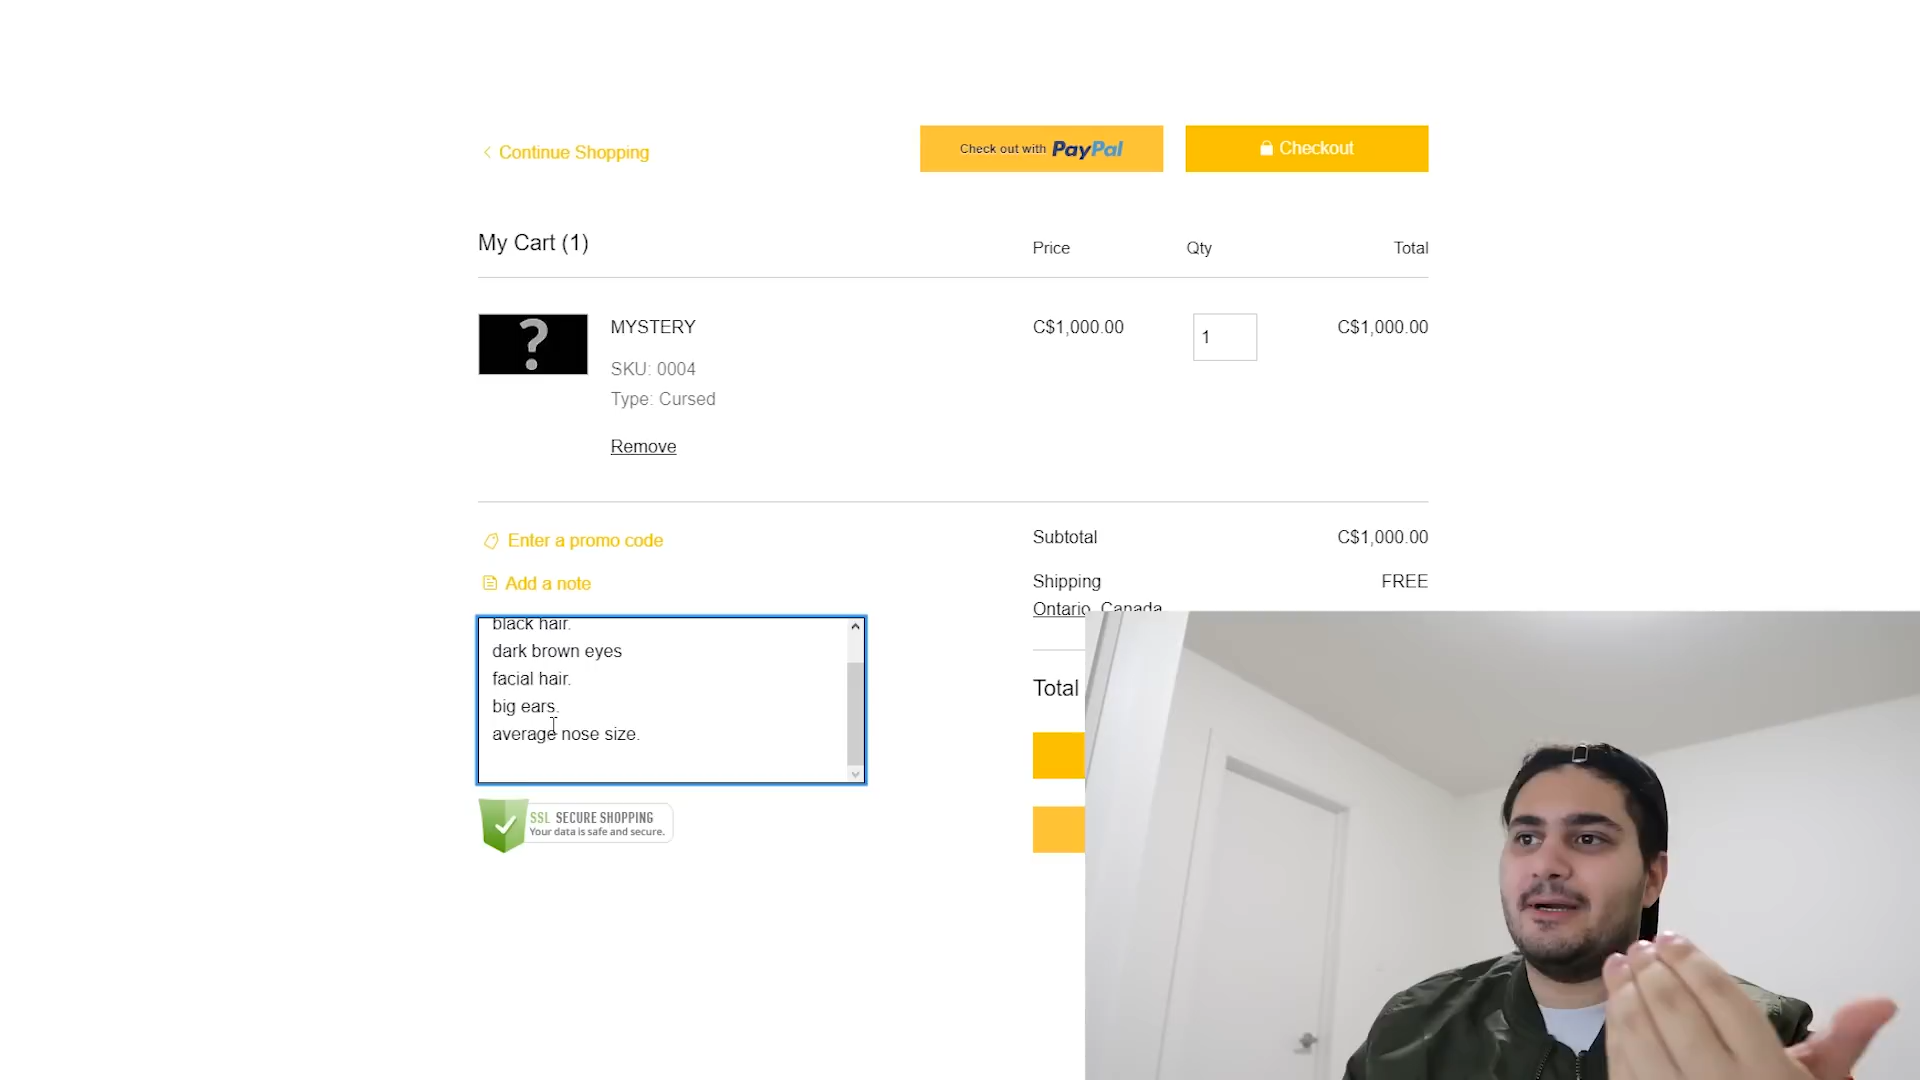 Continue Shopping
Check out with PayPal
Checkout
My Cart (1)
Price
Qty
Total
?
MYSTERY
C$1,000.00
1
C$1,000.00
SKU: 0004
Type: Cursed
Remove
Enter a promo code
Subtotal
C$1,000.00
Add a note
Shipping
FREE
Ontario, Canada
black hair.
dark brown eyes
facial hair.
big ears.
average nose size.
Total
SSL SECURE SHOPPING
Your data is safe and secure.